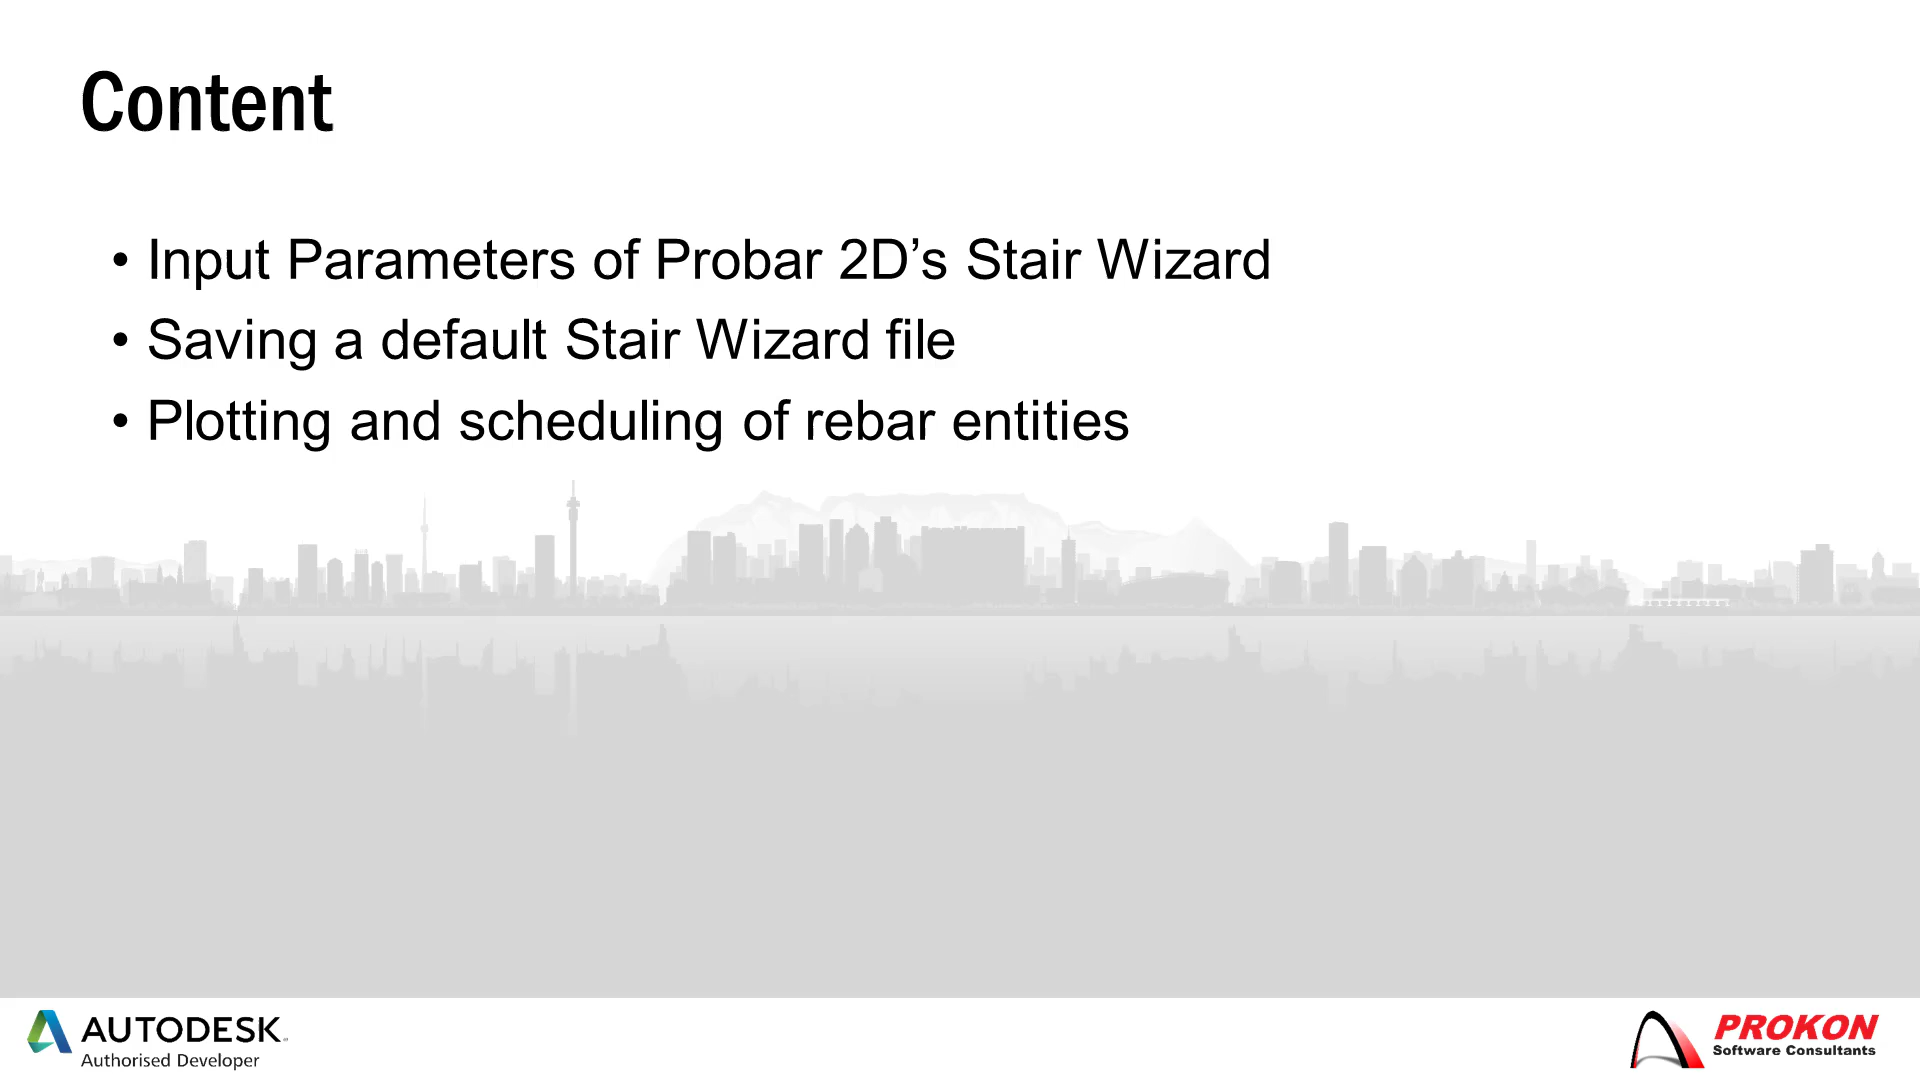 Content
• Input Parameters of Probar 2D’s Stair Wizard
• Saving a default Stair Wizard file
• Plotting and scheduling of rebar entities
AUTODESK
Authorised Developer
PROKON
Software Consultants